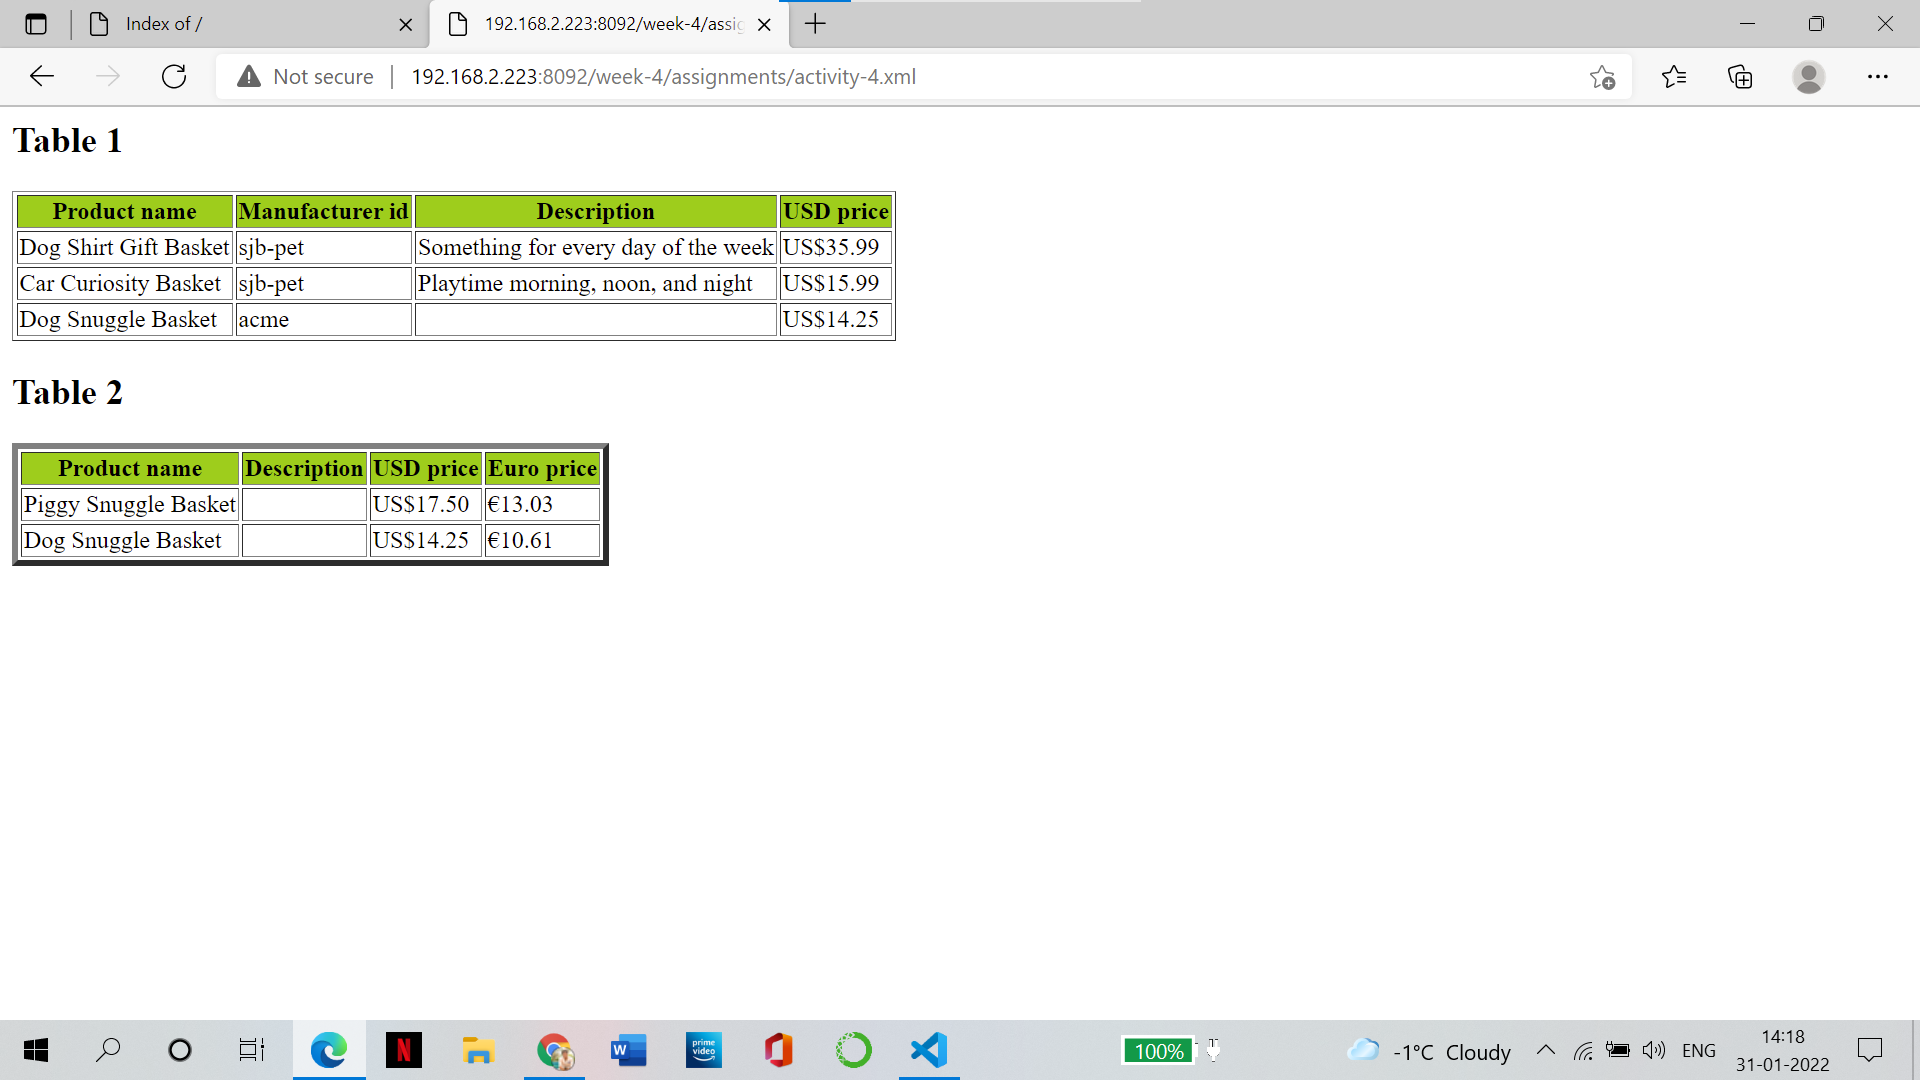 Index of /
192.168.2.223:8092/week-4/assig
Not secure
192.168.2.223:8092/week-4/assignments/activity-4.xml
Table 1
Product name Manufacturer id Description USD price
Dog Shirt Gift Basket sjb-pet Something for every day of the week US$35.99
Car Curiosity Basket sjb-pet Playtime morning, noon, and night US$15.99
Dog Snuggle Basket acme US$14.25
Table 2
Product name Description USD price Euro price
Piggy Snuggle Basket US$17.50 €13.03
Dog Snuggle Basket US$14.25 €10.61
N
W
prime
video
100%
-1°C Cloudy
ENG
14:18
31-01-2022